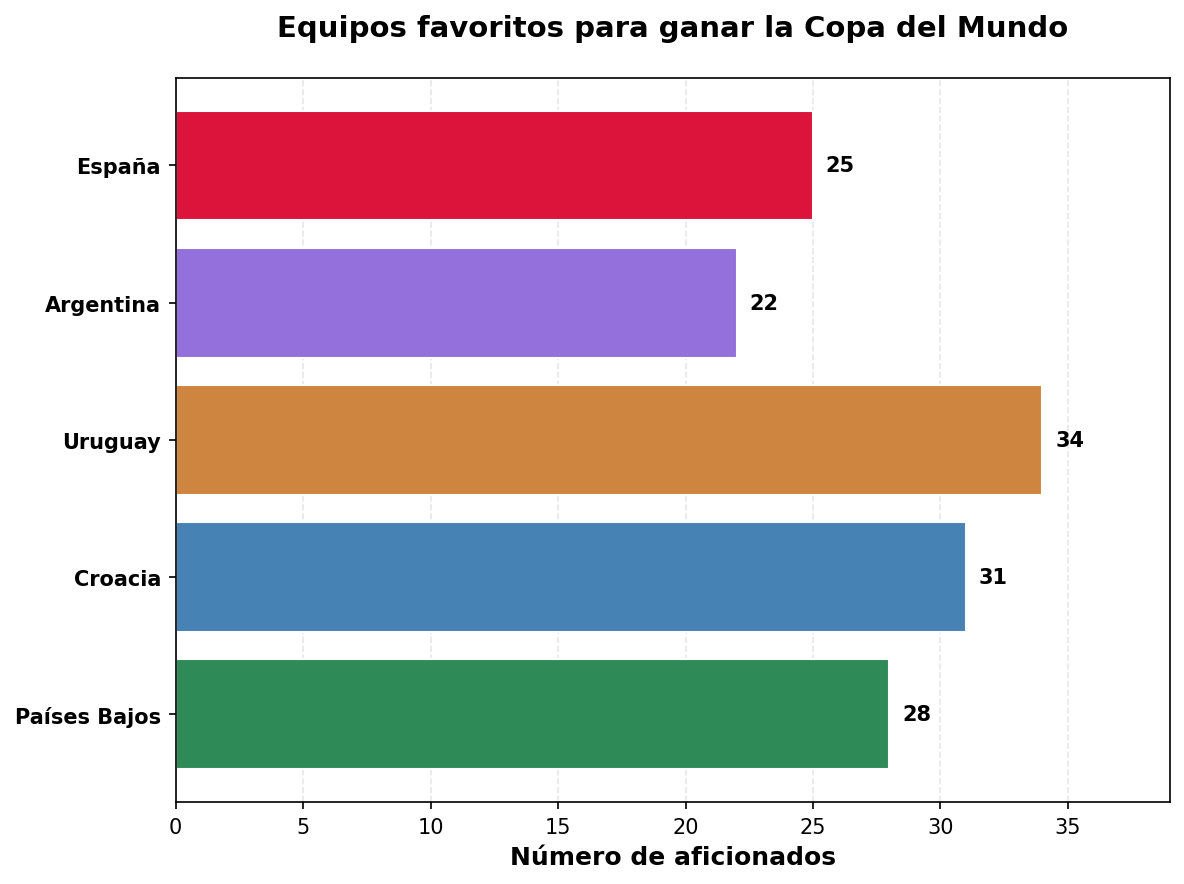 Equipos favoritos para ganar la Copa del Mundo
España 25
Argentina 22
Uruguay 34
Croacia 31
Países Bajos 28
0 5 10 15 20 25 30 35
Número de aficionados